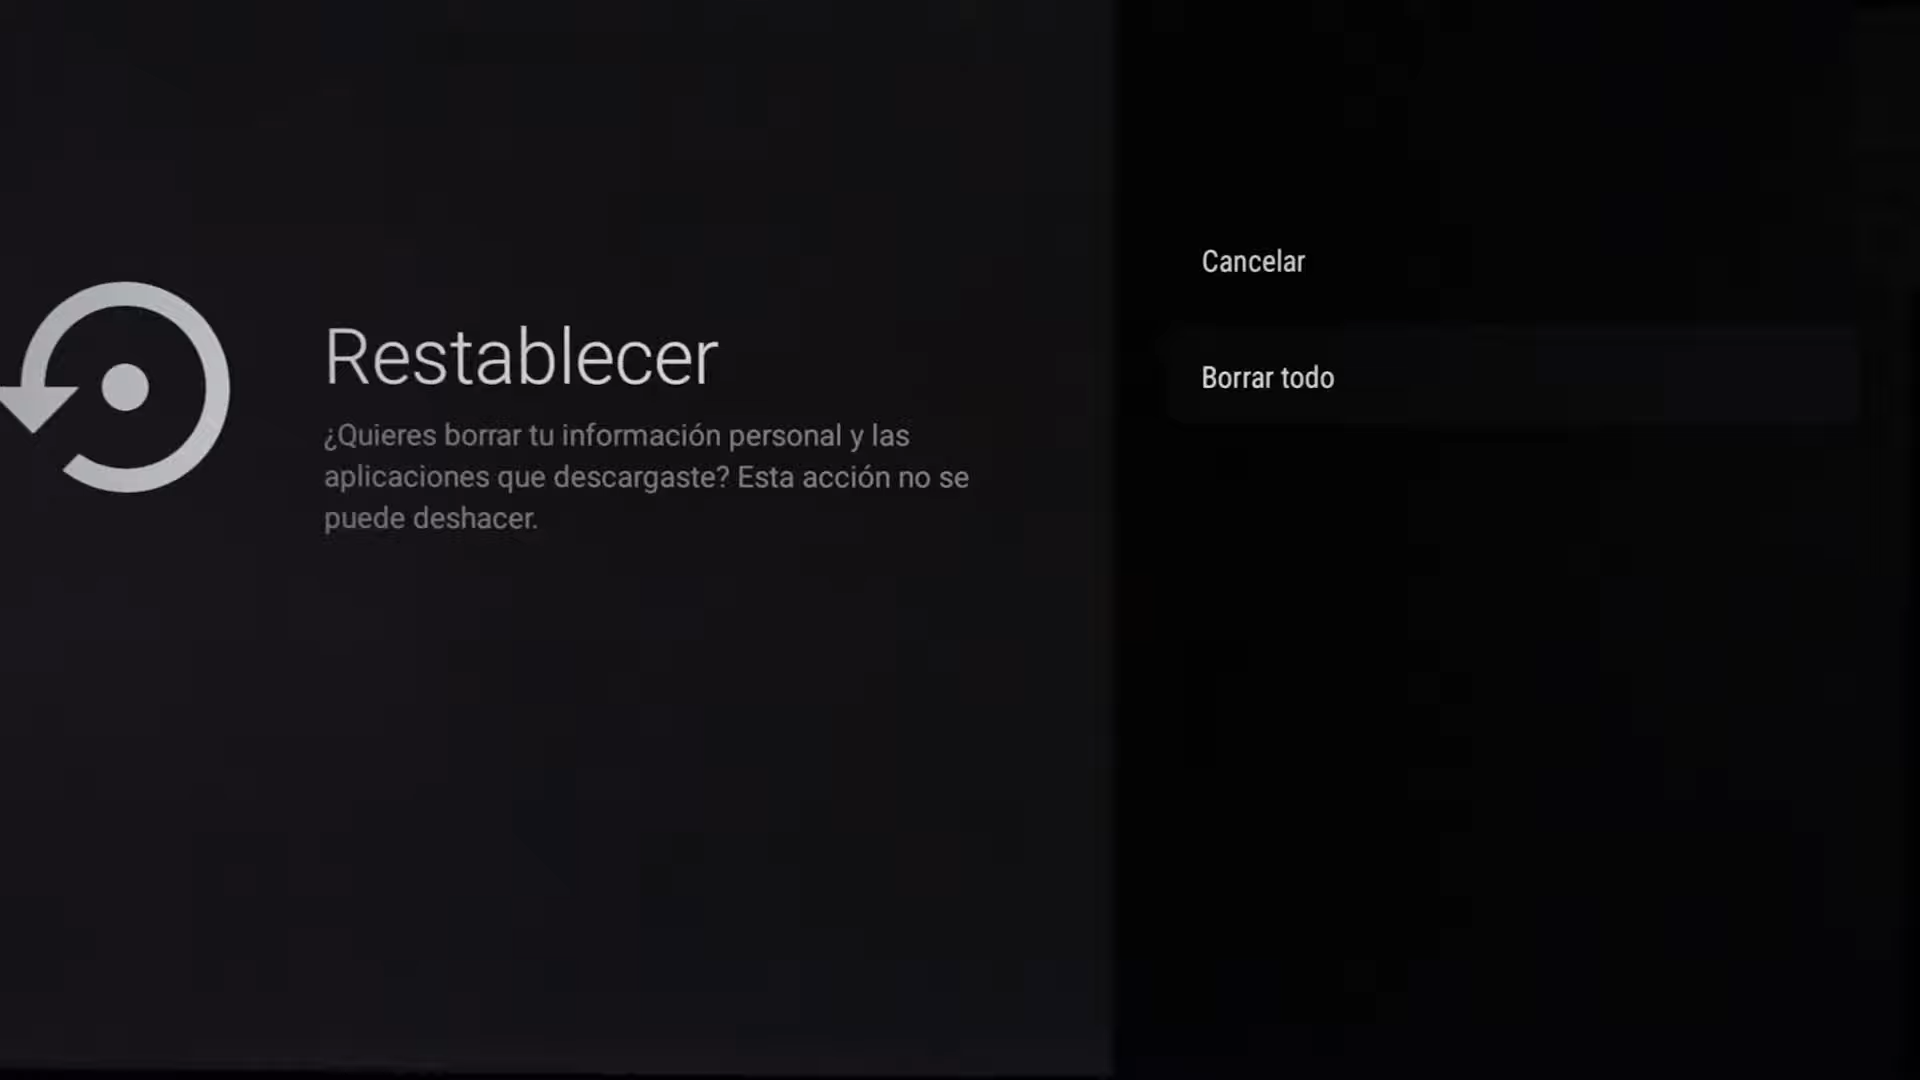 Restablecer
¿Quieres borrar tu información personal y las
aplicaciones que descargaste? Esta acción no se
puede deshacer.
Cancelar
Borrar todo